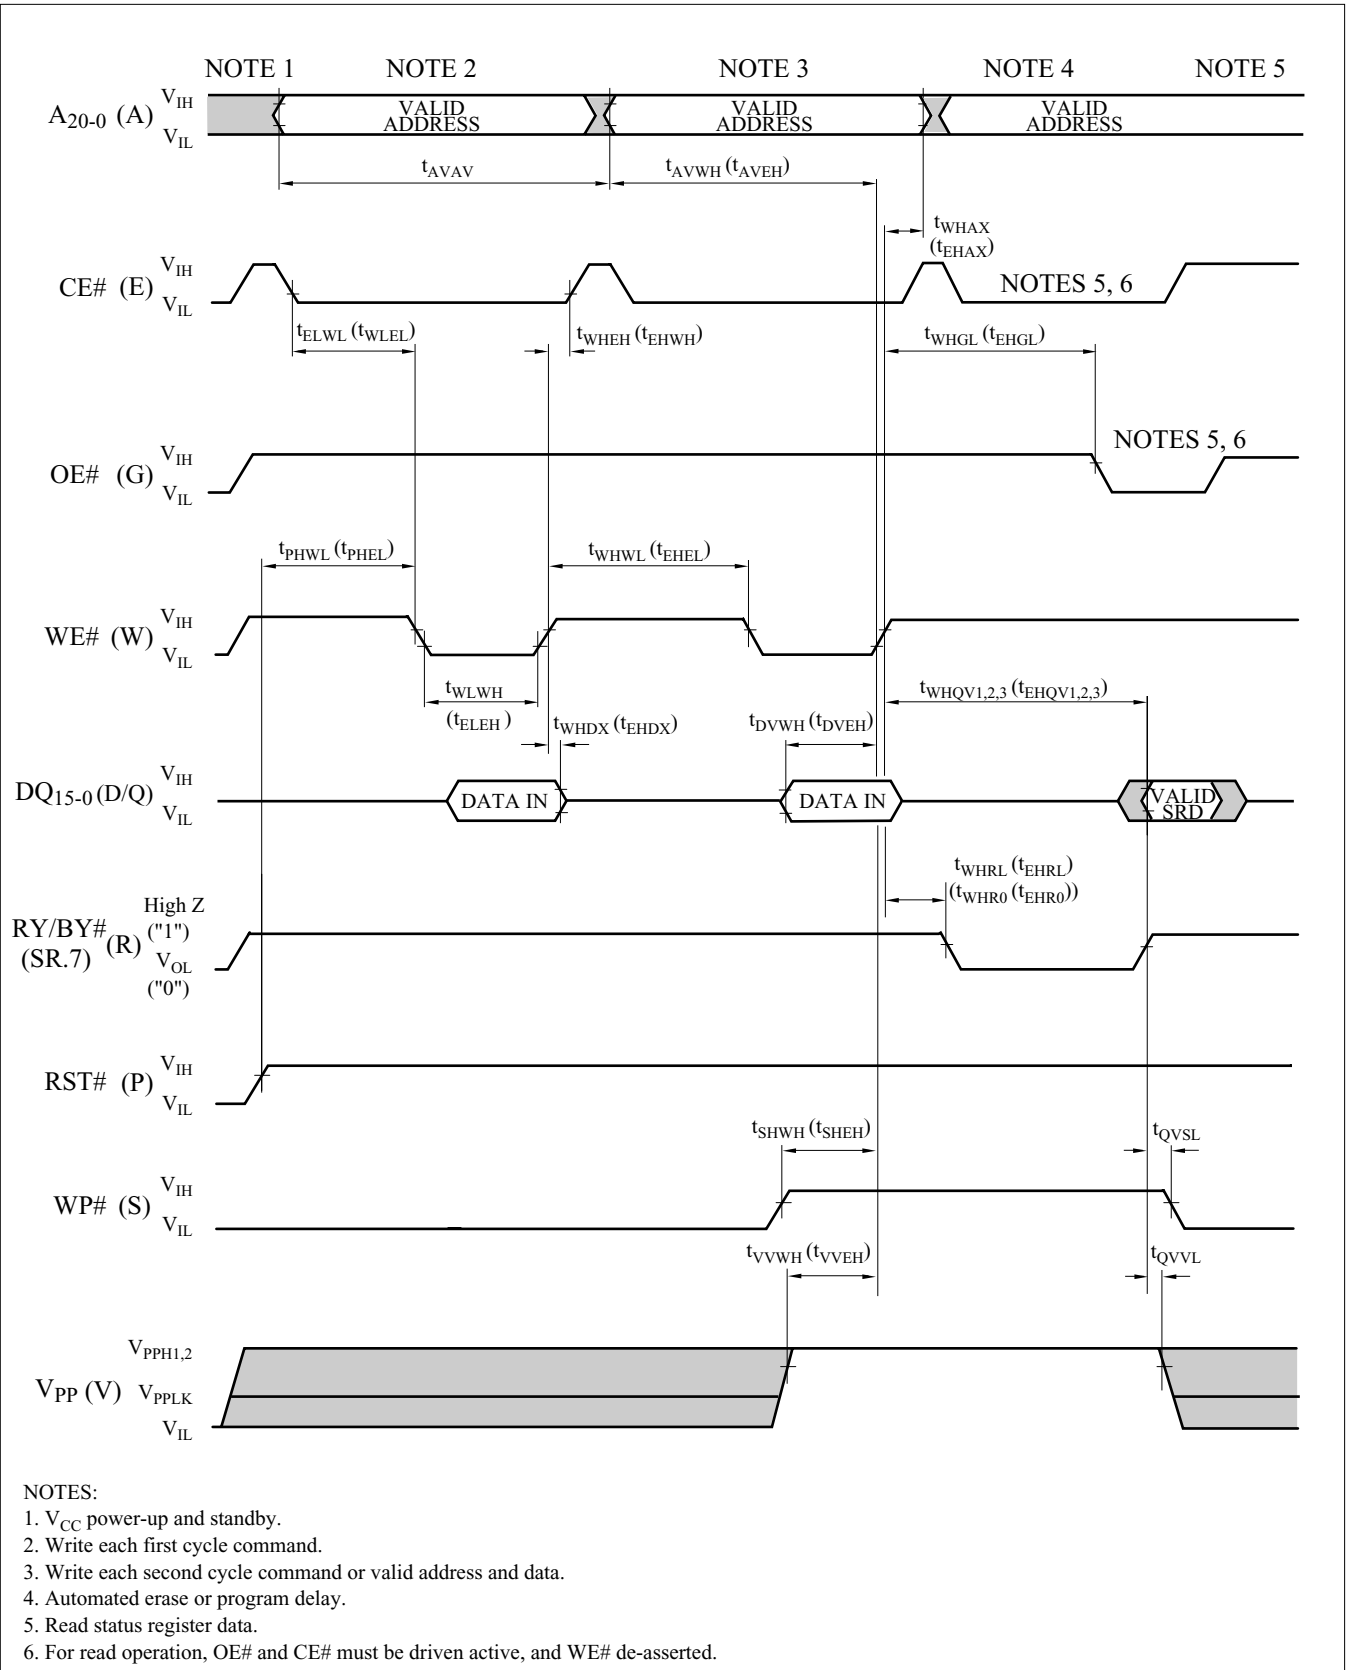 NOTE 1 NOTE 2 NOTE 3 NOTE 4 NOTE 5
A20-0 (A) VIH VIL
VALID ADDRESS VALID ADDRESS VALID ADDRESS
tAVAV tAVWH (tAVEH)
tWHAX
(tEHAX)
CE# (E) VIH VIL
NOTES 5, 6
tELWL (tWLEL) tWHEH (tEHWH) tWHGL (tEHGL)
OE# (G) VIH VIL
NOTES 5, 6
tPHWL (tPHEL) tWHWL (tEHEL)
WE# (W) VIH VIL
tWLWH
(tELEH )
tWHDX (tEHDX) tDVWH (tDVEH) tWHQV1,2,3 (tEHQV1,2,3)
DQ15-0 (D/Q) VIH VIL
DATA IN DATA IN VALID SRD
tWHRL (tEHRL)
(tWHR0 (tEHR0))
RY/BY#
(SR.7)
(R)
High Z
("1")
VOL
("0")
RST# (P) VIH VIL
tSHWH (tSHEH) tQVSL
WP# (S) VIH VIL
tVVWH (tVVEH) tQVVL
VPP (V) VPPH1,2 VPPLK VIL
NOTES:
1. VCC power-up and standby.
2. Write each first cycle command.
3. Write each second cycle command or valid address and data.
4. Automated erase or program delay.
5. Read status register data.
6. For read operation, OE# and CE# must be driven active, and WE# de-asserted.